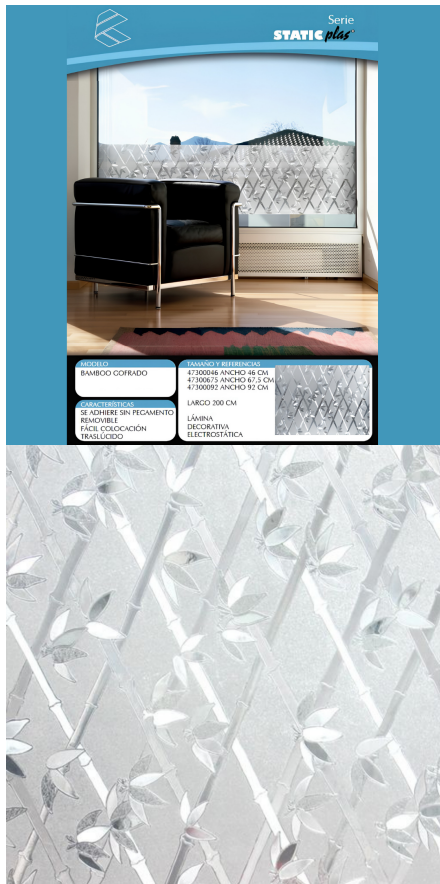 Serie
STATIC plas®
MODELO
BAMBOO GOFRADO
CARACTERÍSTICAS
SE ADHIERE SIN PEGAMENTO
REMOVIBLE
FÁCIL COLOCACIÓN
TRASLÚCIDO
TAMAÑO Y REFERENCIAS
47300046 ANCHO 46 CM
47300675 ANCHO 67,5 CM
47300092 ANCHO 92 CM
LARGO 200 CM
LÁMINA
DECORATIVA
ELECTROSTÁTICA